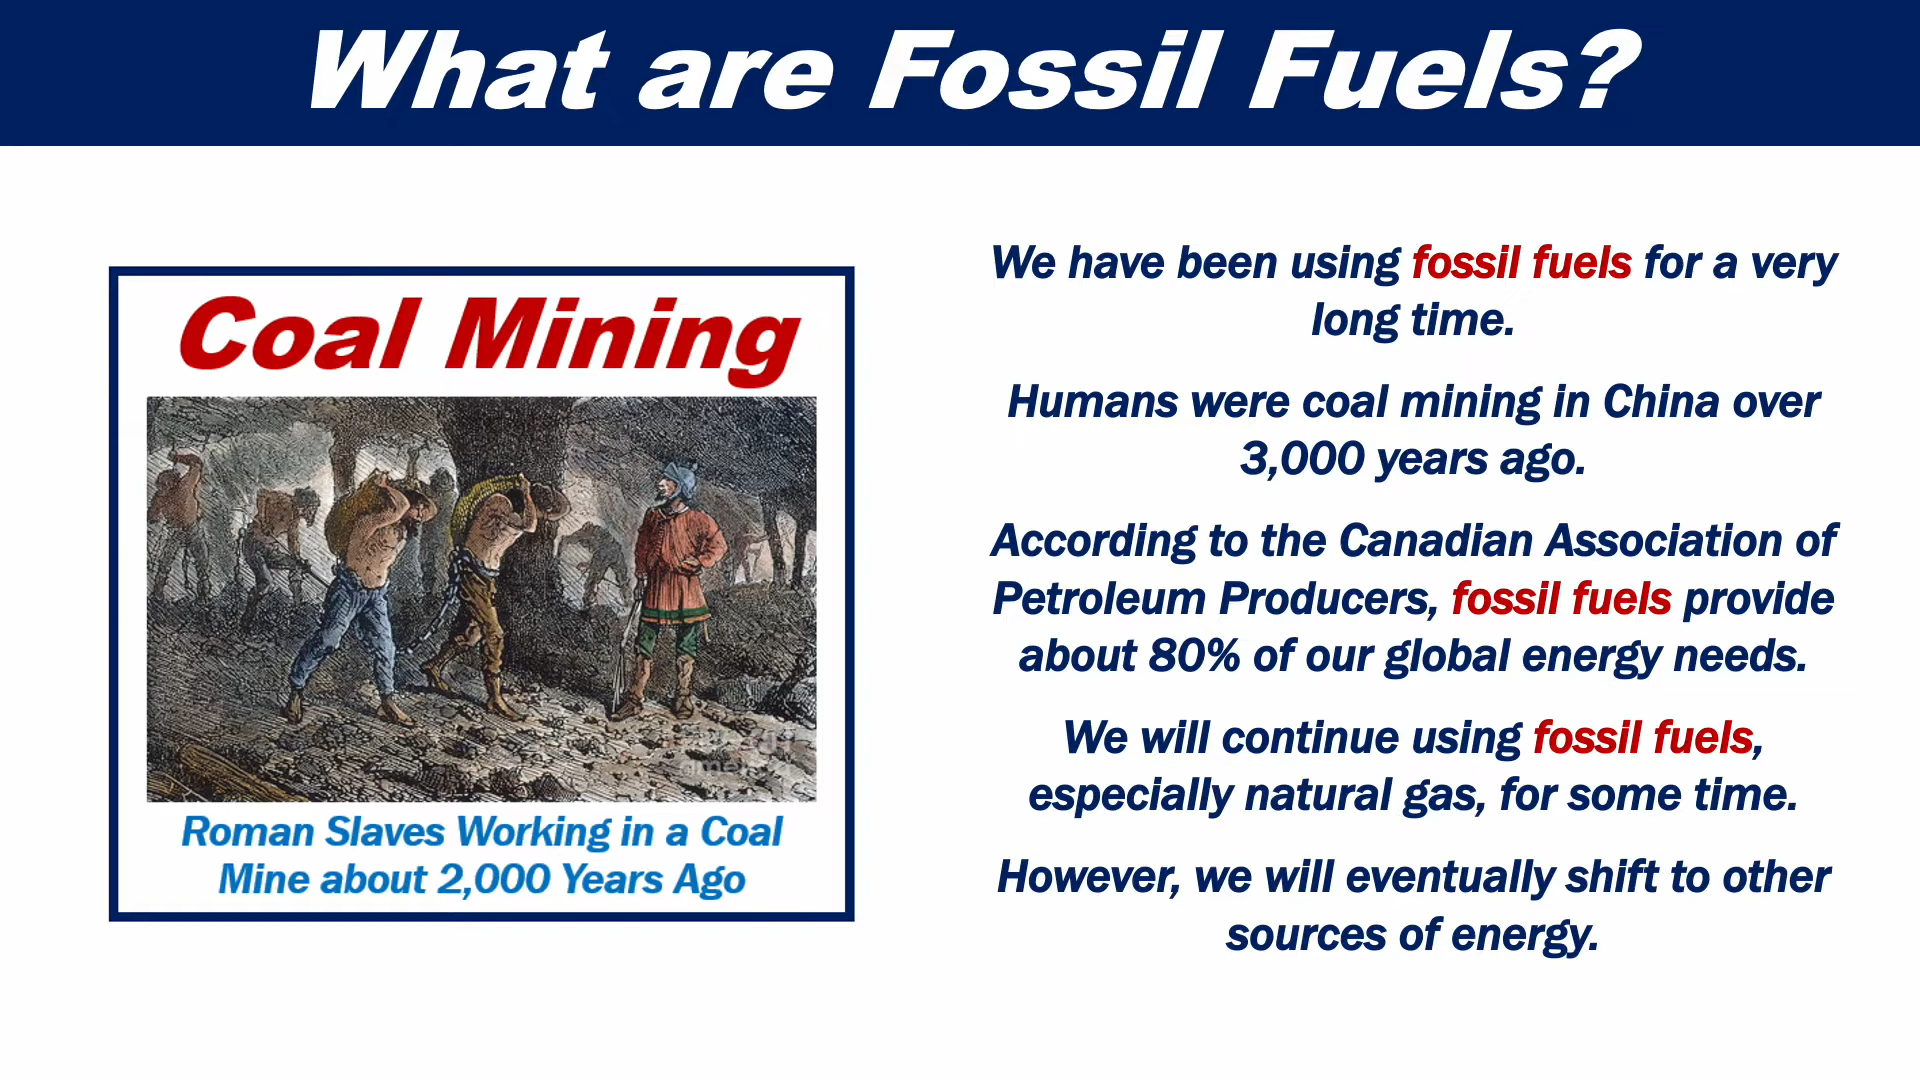 What are Fossil Fuels?
Coal Mining
Roman Slaves Working in a Coal
Mine about 2,000 Years Ago
We have been using fossil fuels for a very
long time.
Humans were coal mining in China over
3,000 years ago.
According to the Canadian Association of
Petroleum Producers, fossil fuels provide
about 80% of our global energy needs.
We will continue using fossil fuels,
especially natural gas, for some time.
However, we will eventually shift to other
sources of energy.